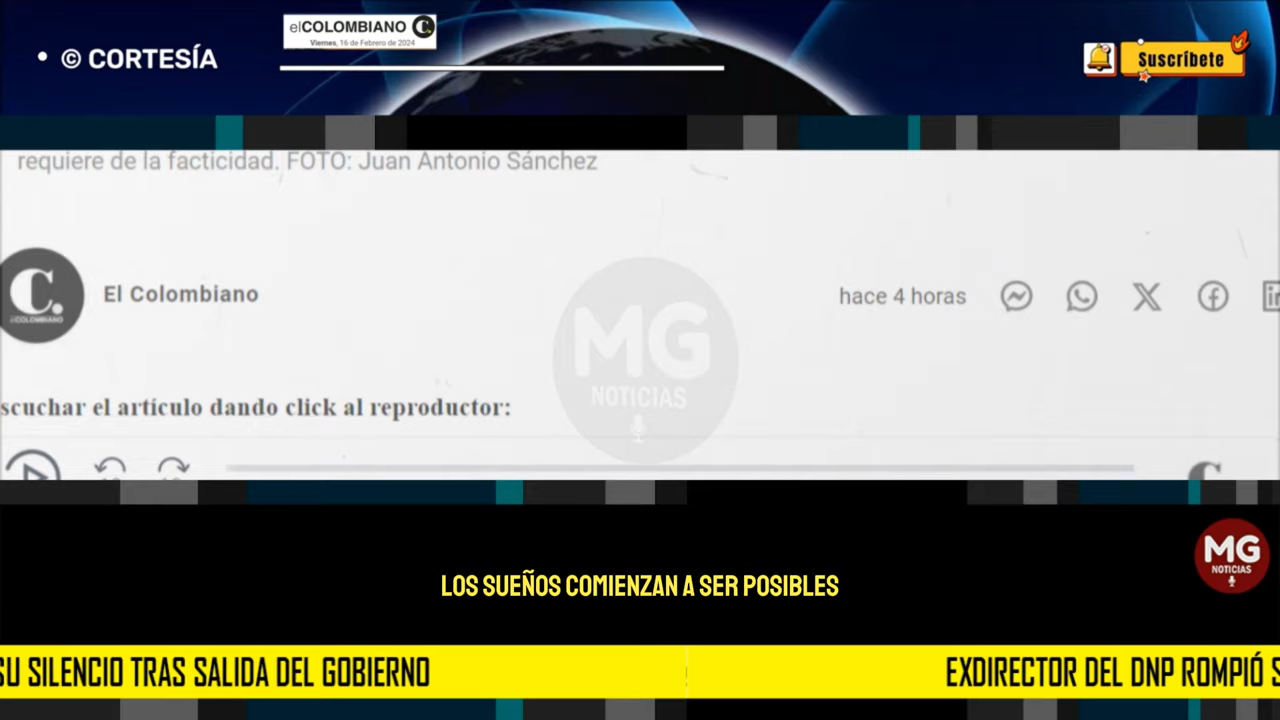 elCOLOMBIANO C.
Viernes, 16 de Febrero de 2024
• © CORTESÍA
Suscríbete
requiere de la facticidad. FOTO: Juan Antonio Sánchez
C.
EL COLOMBIANO
El Colombiano
hace 4 horas
MG
NOTICIAS
scuchar el artículo dando click al reproductor:
MG
NOTICIAS
LOS SUEÑOS COMIENZAN A SER POSIBLES
SU SILENCIO TRAS SALIDA DEL GOBIERNO
EXDIRECTOR DEL DNP ROMPIÓ S